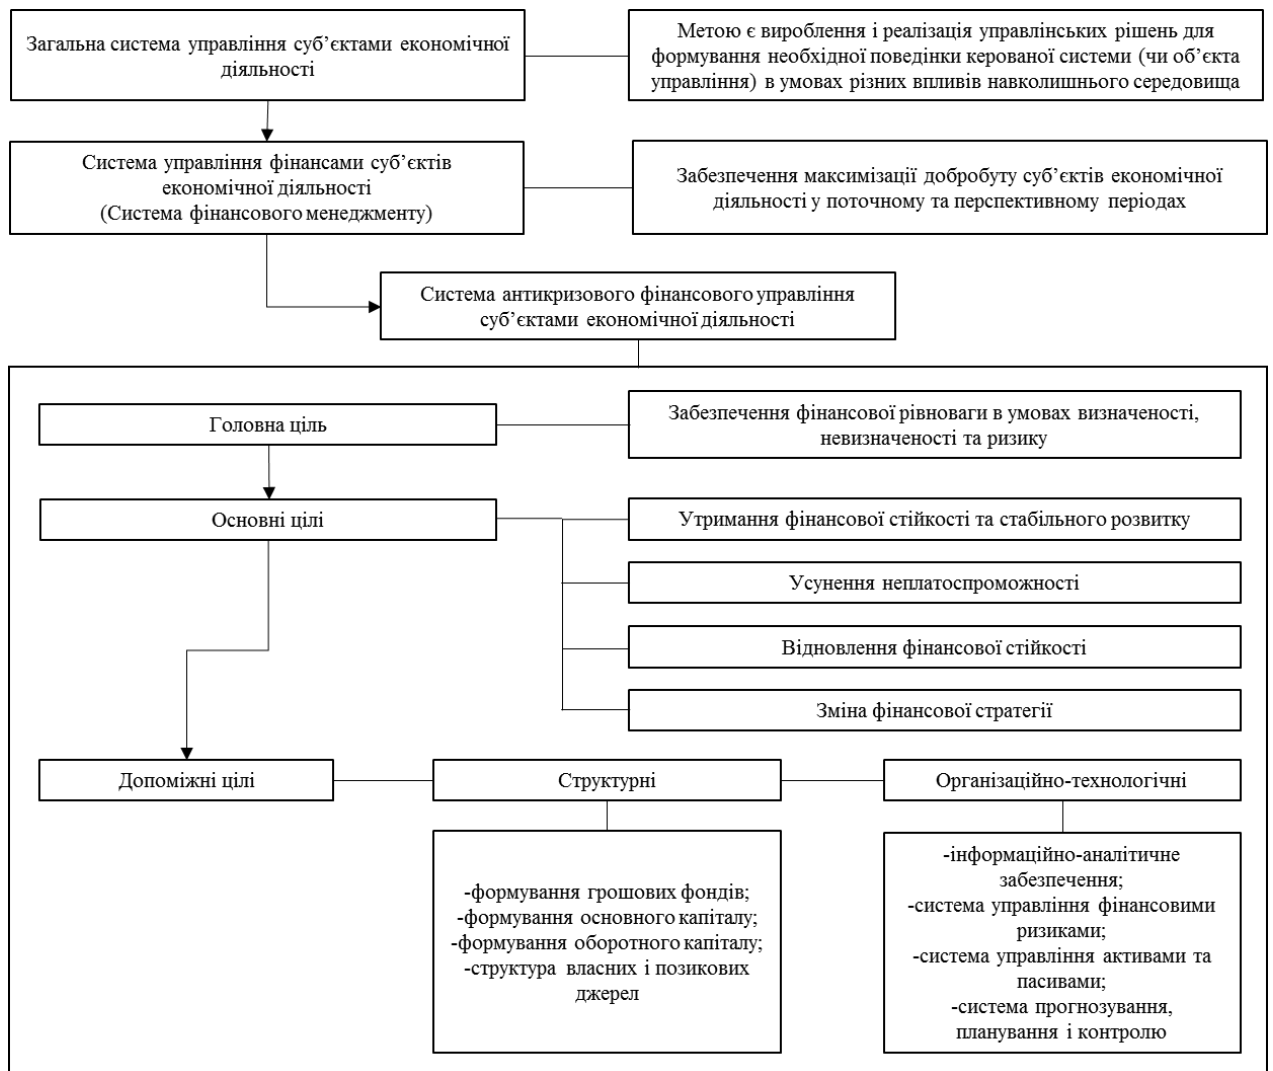 Загальна система управління суб’єктами економічної
діяльності
Метою є вироблення і реалізація управлінських рішень для
формування необхідної поведінки керованої системи (чи об’єкта
управління) в умовах різних впливів навколишнього середовища
Система управління фінансами суб’єктів
економічної діяльності
(Система фінансового менеджменту)
Забезпечення максимізації добробуту суб’єктів економічної
діяльності у поточному та перспективному періодах
Система антикризового фінансового управління
суб’єктами економічної діяльності
Головна ціль
Забезпечення фінансової рівноваги в умовах визначеності,
невизначеності та ризику
Основні цілі
Утримання фінансової стійкості та стабільного розвитку
Усунення неплатоспроможності
Відновлення фінансової стійкості
Зміна фінансової стратегії
Допоміжні цілі
Структурні
Організаційно-технологічні
-формування грошових фондів;
-формування основного капіталу;
-формування оборотного капіталу;
-структура власних і позикових
джерел
-інформаційно-аналітичне
забезпечення;
-система управління фінансовими
ризиками;
-система управління активами та
пасивами;
-система прогнозування,
планування і контролю